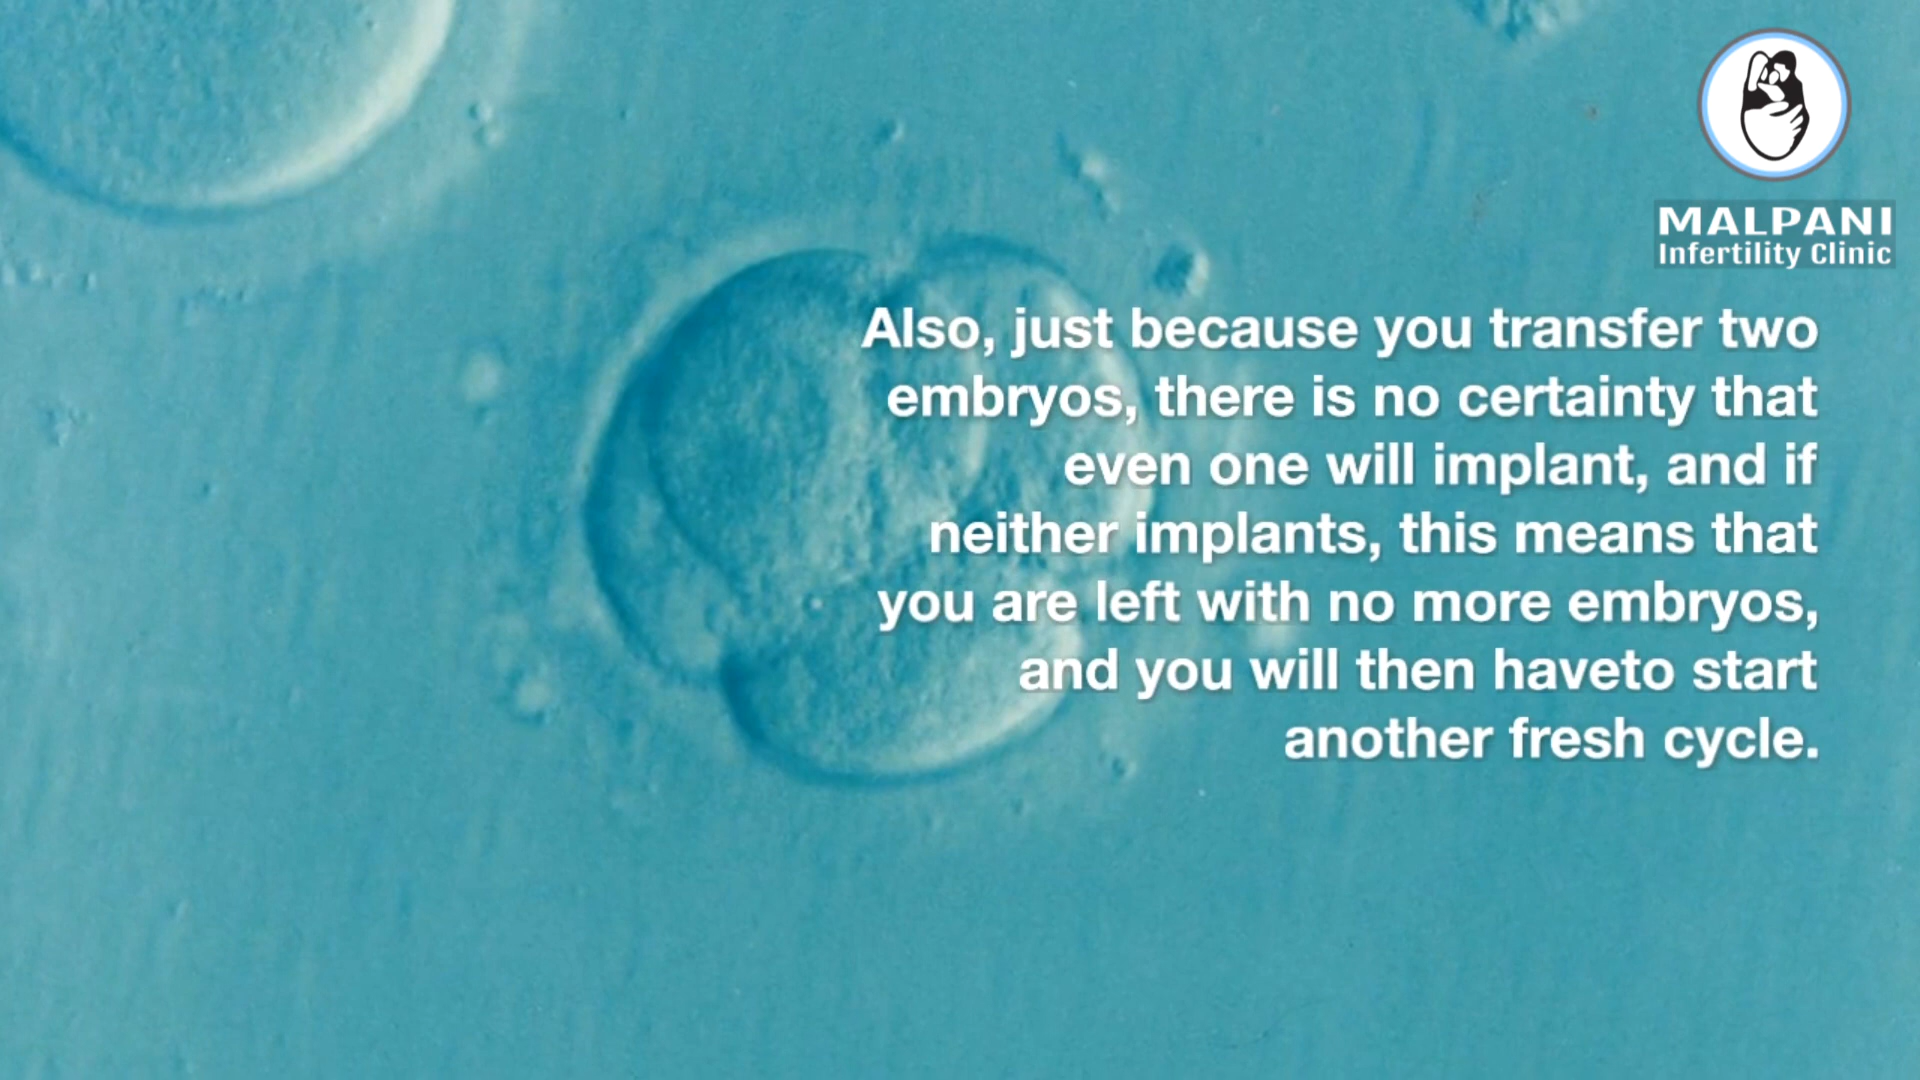 MALPANI
Infertility Clinic
Also, just because you transfer two
embryos, there is no certainty that
even one will implant, and if
neither implants, this means that
you are left with no more embryos,
and you will then haveto start
another fresh cycle.